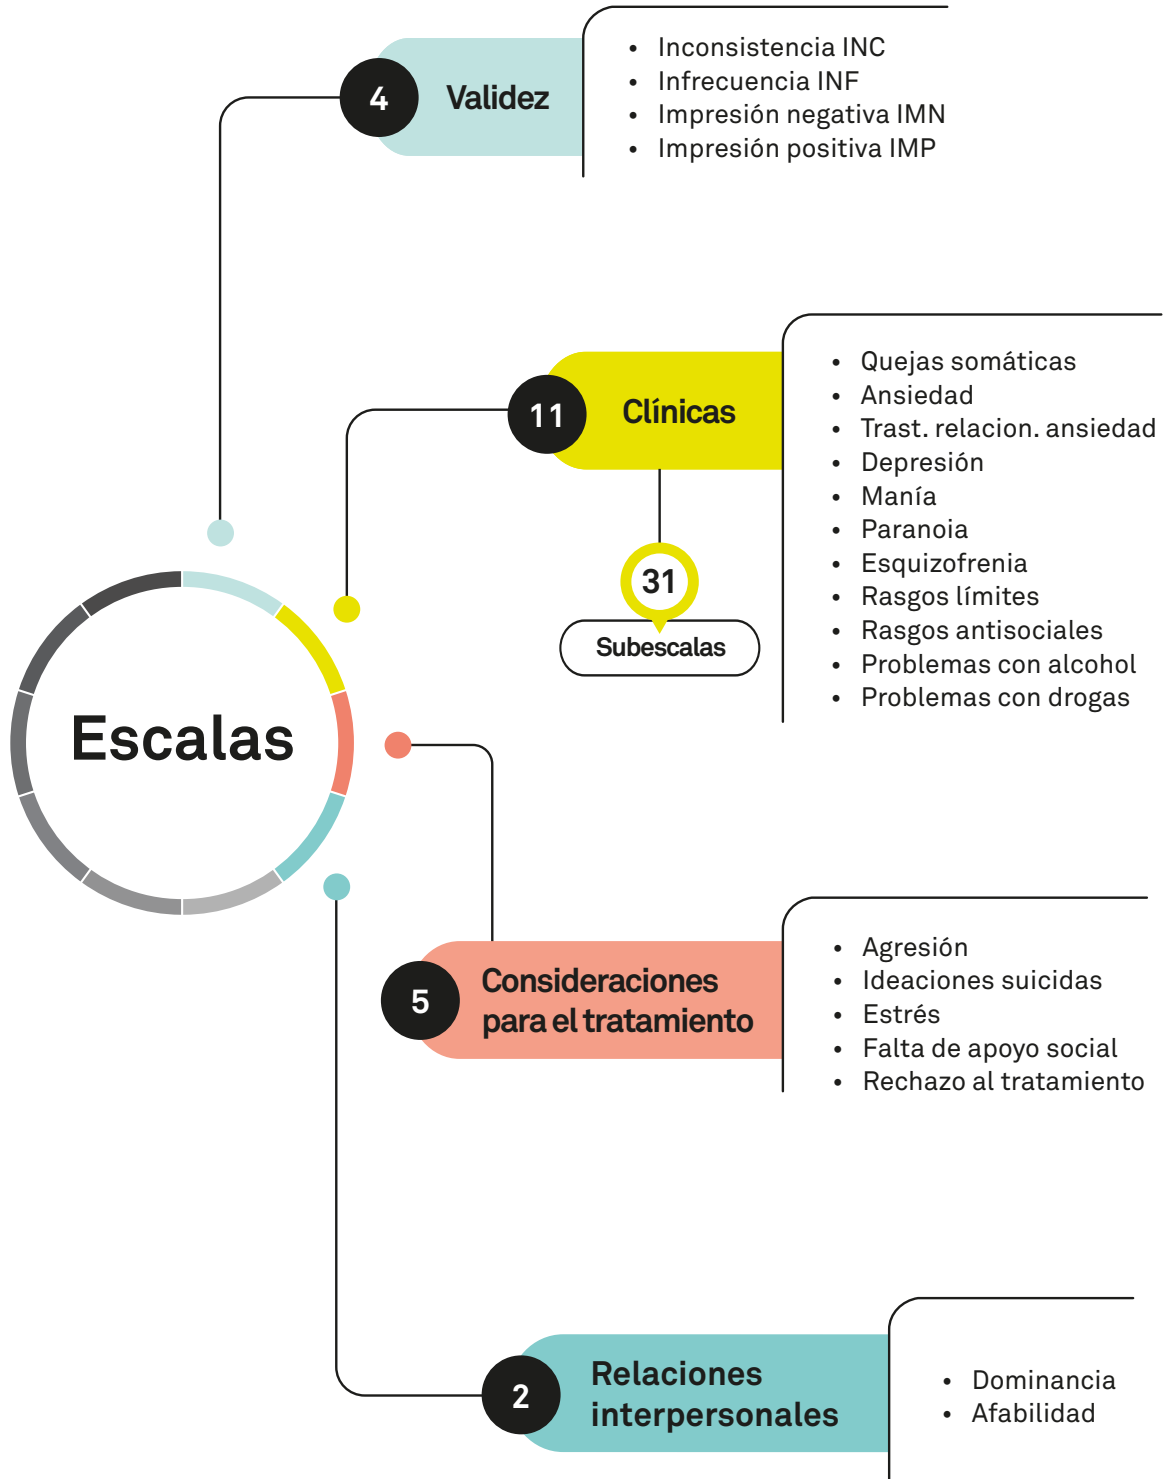 4
Validez
• Inconsistencia INC
• Infrecuencia INF
• Impresión negativa IMN
• Impresión positiva IMP
11
Clínicas
• Quejas somáticas
• Ansiedad
• Trast. relacion. ansiedad
• Depresión
• Manía
• Paranoia
• Esquizofrenia
• Rasgos límites
• Rasgos antisociales
• Problemas con alcohol
• Problemas con drogas
31
Subescalas
Escalas
5
Consideraciones
para el tratamiento
• Agresión
• Ideaciones suicidas
• Estrés
• Falta de apoyo social
• Rechazo al tratamiento
2
Relaciones
interpersonales
• Dominancia
• Afabilidad